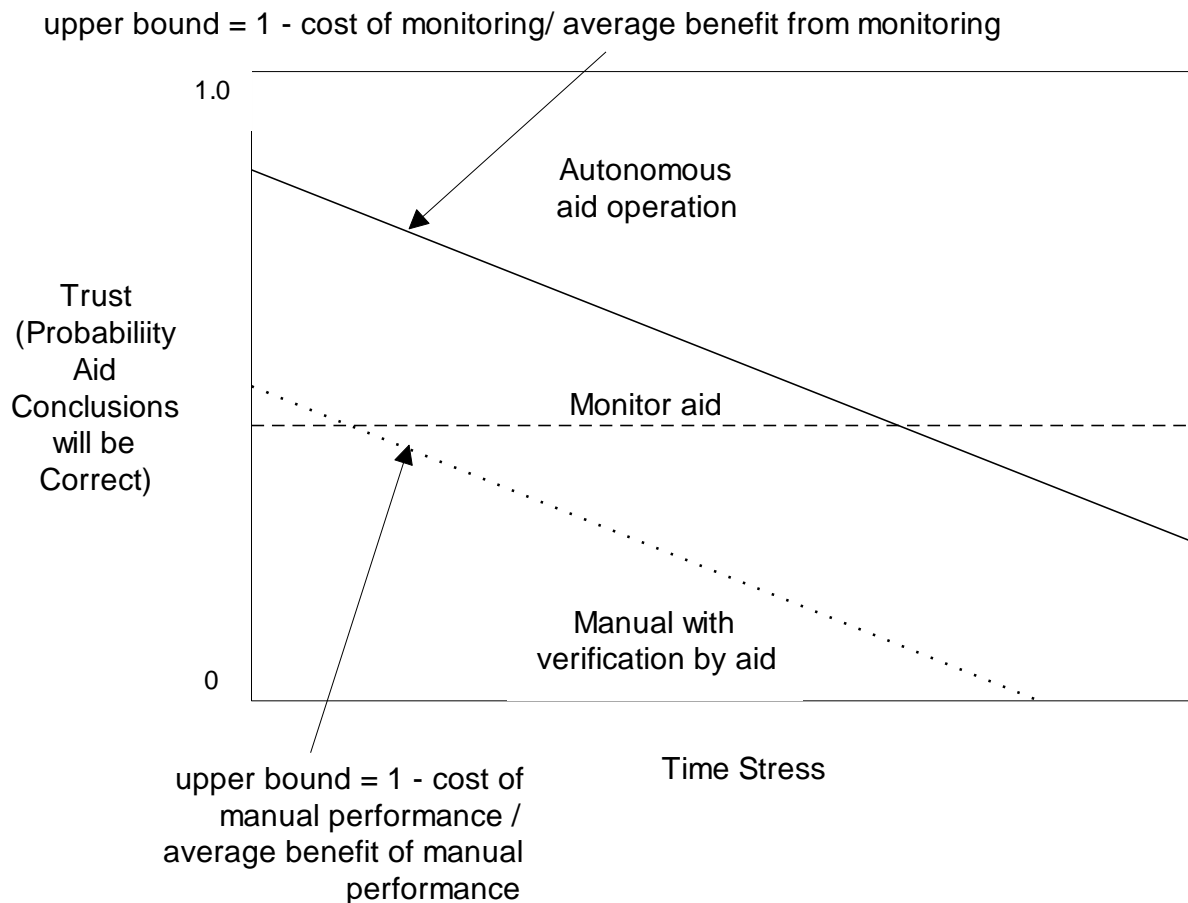 upper bound = 1 - cost of monitoring/ average benefit from monitoring
1.0
Autonomous
aid operation
Trust
(Probabiliity
Aid
Conclusions
will be
Correct)
Monitor aid
Manual with
verification by aid
0
Time Stress
upper bound = 1 - cost of
manual performance /
average benefit of manual
performance